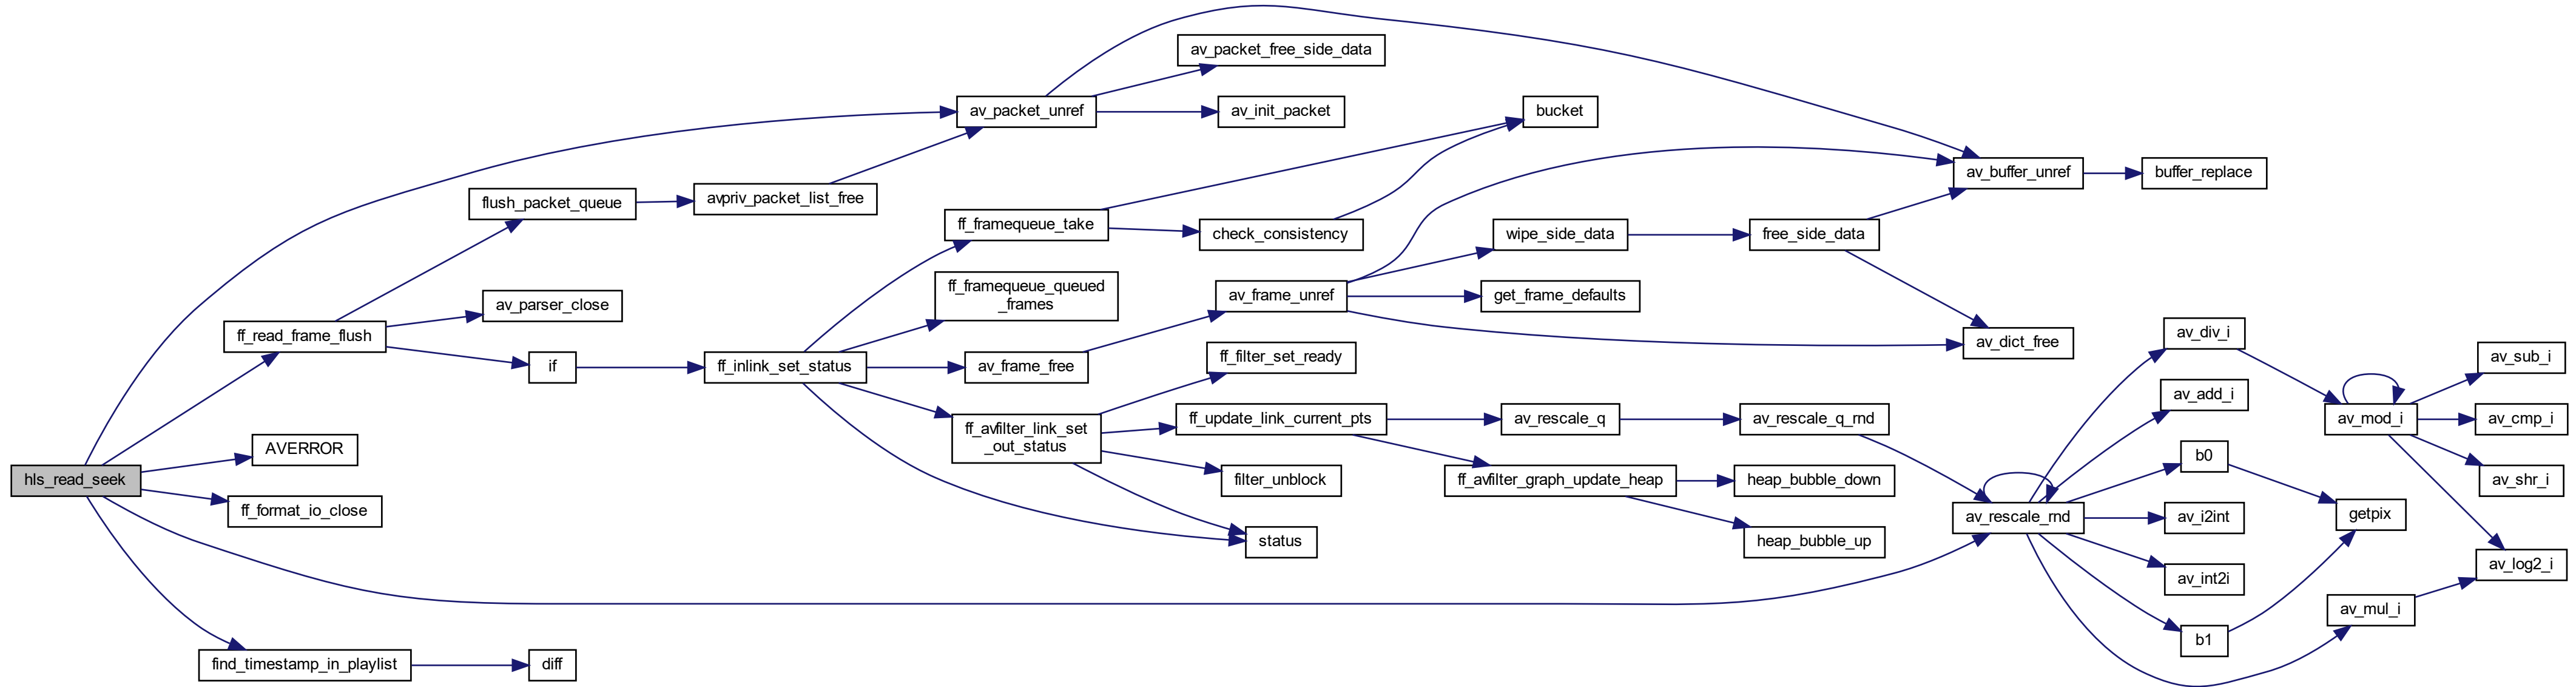 hls_read_seek
ff_read_frame_flush
AVERROR
ff_format_io_close
find_timestamp_in_playlist
flush_packet_queue
av_parser_close
if
diff
avpriv_packet_list_free
ff_inlink_set_status
av_packet_unref
ff_framequeue_take
ff_framequeue_queued
_frames
av_frame_free
ff_avfilter_link_set
_out_status
av_packet_free_side_data
av_init_packet
check_consistency
av_frame_unref
ff_filter_set_ready
ff_update_link_current_pts
filter_unblock
status
bucket
wipe_side_data
get_frame_defaults
av_rescale_q
ff_avfilter_graph_update_heap
free_side_data
av_rescale_q_rnd
heap_bubble_down
heap_bubble_up
av_buffer_unref
av_dict_free
av_rescale_rnd
buffer_replace
av_div_i
av_add_i
b0
av_i2int
av_int2i
b1
av_mod_i
getpix
av_mul_i
av_sub_i
av_cmp_i
av_shr_i
av_log2_i